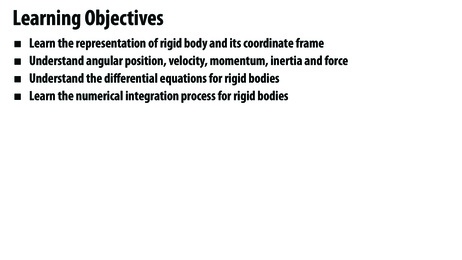 Learning Objectives
■ Learn the representation of rigid body and its coordinate frame
■ Understand angular position, velocity, momentum, inertia and force
■ Understand the differential equations for rigid bodies
■ Learn the numerical integration process for rigid bodies